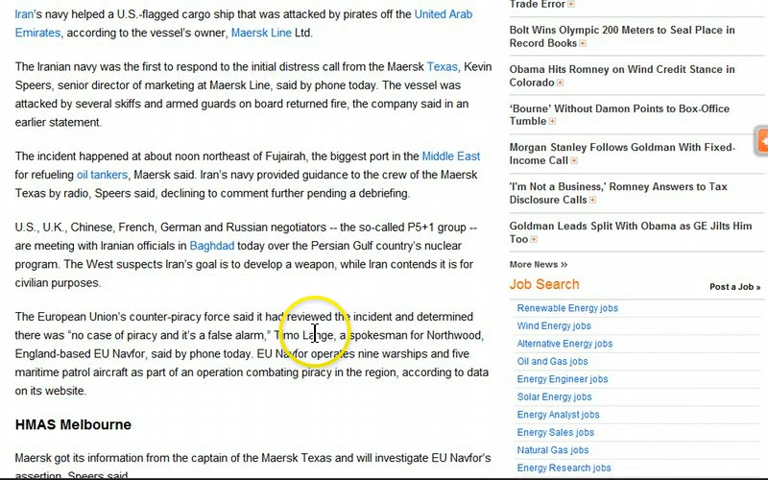 Iran's navy helped a U.S.-flagged cargo ship that was attacked by pirates off the United Arab
Emirates, according to the vessel's owner, Maersk Line Ltd.
The Iranian navy was the first to respond to the initial distress call from the Maersk Texas, Kevin
Speers, senior director of marketing at Maersk Line, said by phone today. The vessel was
attacked by several skiffs and armed guards on board returned fire, the company said in an
earlier statement.
The incident happened at about noon northeast of Fujairah, the biggest port in the Middle East
for refueling oil tankers, Maersk said. Iran's navy provided guidance to the crew of the Maersk
Texas by radio, Speers said, declining to comment further pending a debriefing.
U.S., U.K., Chinese, French, German and Russian negotiators -- the so-called P5+1 group --
are meeting with Iranian officials in Baghdad today over the Persian Gulf country's nuclear
program. The West suspects Iran's goal is to develop a weapon, while Iran contends it is for
civilian purposes.
The European Union's counter-piracy force said it had reviewed the incident and determined
there was “no case of piracy and it's a false alarm,” Timo Lange, a spokesman for Northwood,
England-based EU Navfor, said by phone today. EU Navfor operates nine warships and five
maritime patrol aircraft as part of an operation combating piracy in the region, according to data
on its website.
HMAS Melbourne
Maersk got its information from the captain of the Maersk Texas and will investigate EU Navfor's
assertion, Speers said.
Trade Error
Bolt Wins Olympic 200 Meters to Seal Place in
Record Books
Obama Hits Romney on Wind Credit Stance in
Colorado
‘Bourne’ Without Damon Points to Box-Office
Tumble
Morgan Stanley Follows Goldman With Fixed-
Income Call
'I'm Not a Business,' Romney Answers to Tax
Disclosure Calls
Goldman Leads Split With Obama as GE Jilts Him
Too
More News »
Job Search
Post a Job »
Renewable Energy jobs
Wind Energy jobs
Alternative Energy jobs
Oil and Gas jobs
Energy Engineer jobs
Solar Energy jobs
Energy Analyst jobs
Energy Sales jobs
Natural Gas jobs
Energy Research jobs